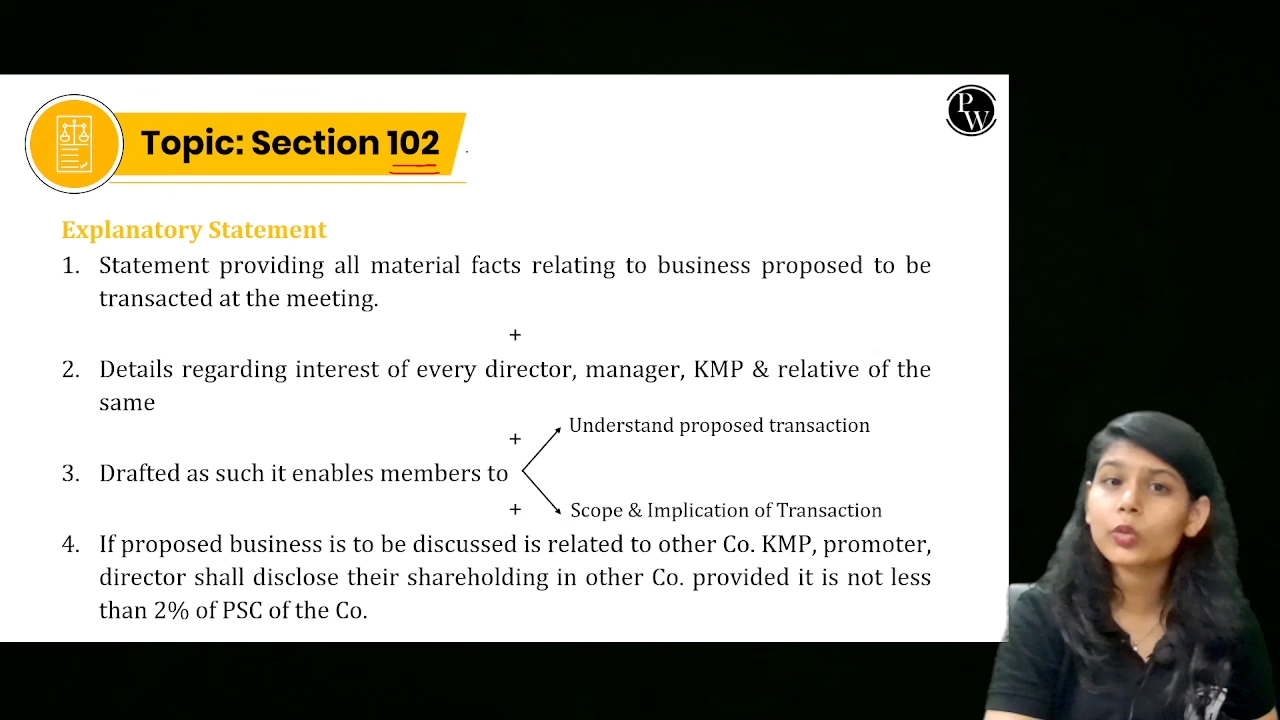 P
W
Topic: Section 102
Explanatory Statement
1. Statement providing all material facts relating to business proposed to be
transacted at the meeting.
+
2. Details regarding interest of every director, manager, KMP & relative of the
same
Understand proposed transaction
+
3. Drafted as such it enables members to
+
Scope & Implication of Transaction
4. If proposed business is to be discussed is related to other Co. KMP, promoter,
director shall disclose their shareholding in other Co. provided it is not less
than 2% of PSC of the Co.